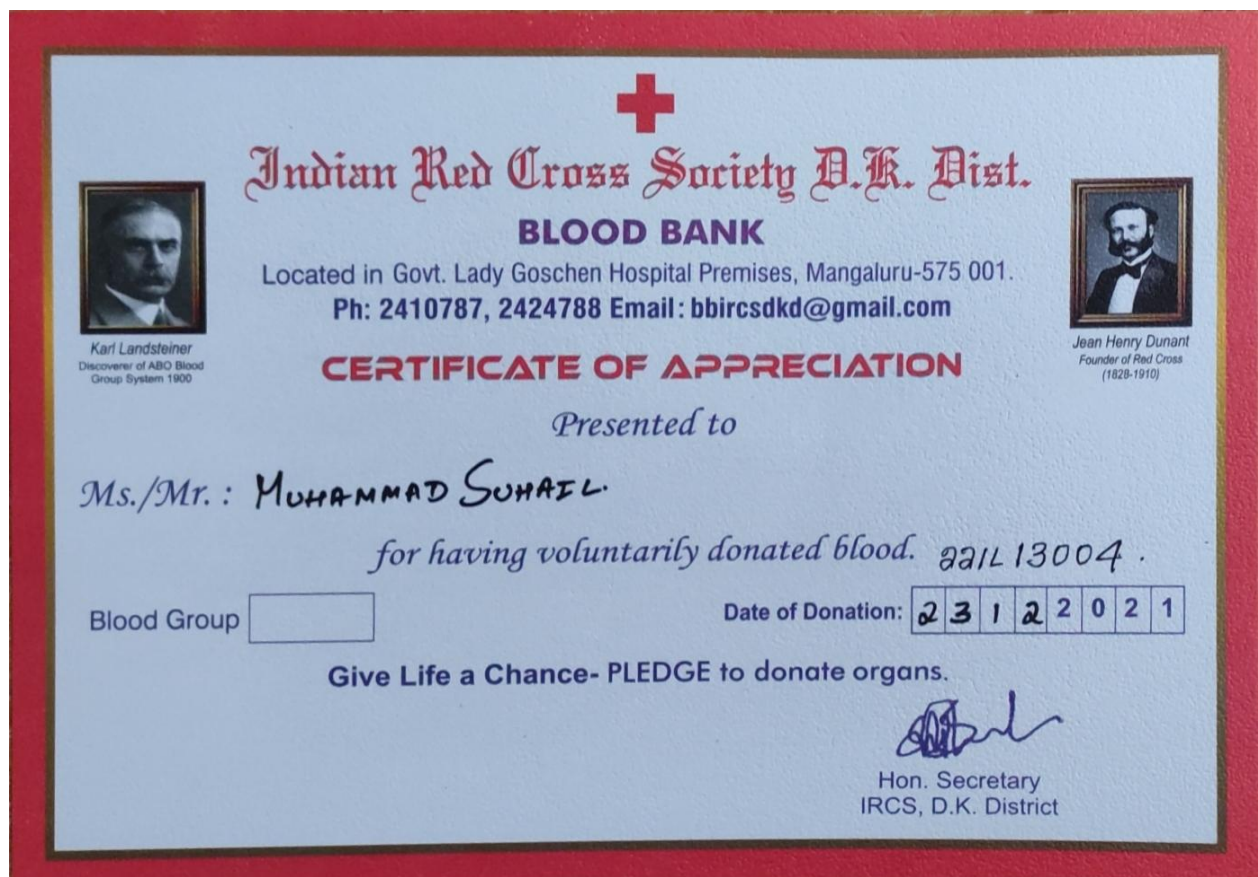 Indian Red Cross Society D.K. Dist.
BLOOD BANK
Located in Govt. Lady Goschen Hospital Premises, Mangaluru-575 001.
Ph: 2410787, 2424788 Email: bbircsdkd@gmail.com
Karl Landsteiner
Discoverer of ABO Blood
Group System 1900
Jean Henry Dunant
Founder of Red Cross
(1828-1910)
CERTIFICATE OF APPRECIATION
Presented to
Ms./Mr. : MUHAMMAD SUHAIL.
for having voluntarily donated blood.
Blood Group
Date of Donation: 2 3 1 2 2 0 2 1
Give Life a Chance- PLEDGE to donate organs.
Hon. Secretary
IRCS, D.K. District